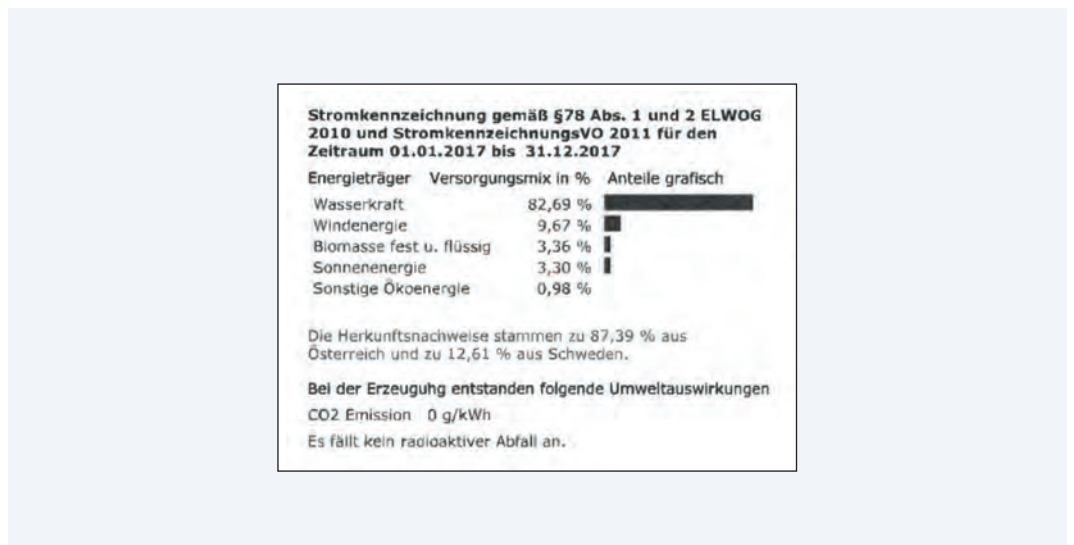 Stromkennzeichnung gemäß §78 Abs. 1 und 2 ELWOG
2010 und StromkennzeichnungsVO 2011 für den
Zeitraum 01.01.2017 bis 31.12.2017
Energieträger Versorgungsmix in % Anteile grafisch
Wasserkraft 82,69 %
Windenergie 9,67 %
Biomasse fest u. flüssig 3,36 %
Sonnenenergie 3,30 %
Sonstige Ökoenergie 0,98 %
Die Herkunftsnachweise stammen zu 87,39 % aus
Österreich und zu 12,61 % aus Schweden.
Bei der Erzeuguhg entstanden folgende Umweltauswirkungen
CO2 Emission 0 g/kWh
Es fällt kein radioaktiver Abfall an.